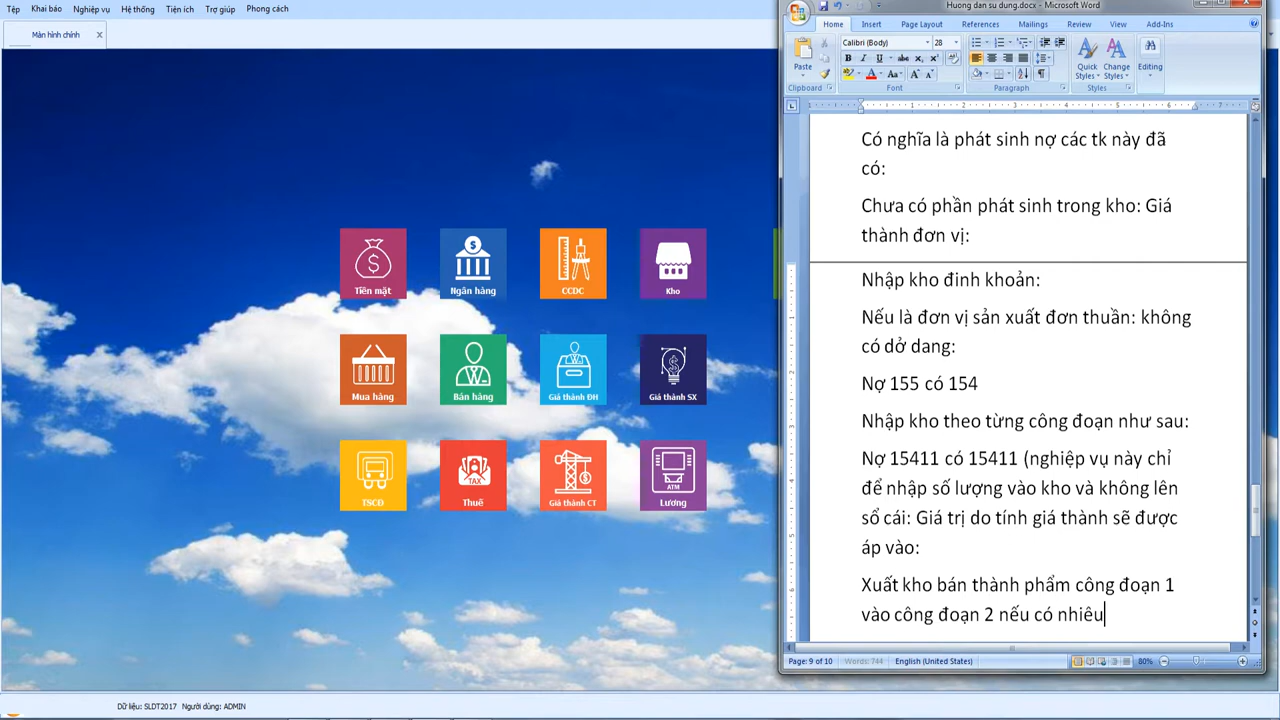 Tệp Khai báo Nghiệp vụ Hệ thống Tiện ích Trợ giúp Phong cách
Màn hình chính x
Tiền mặt
Ngân hàng
CCDC
Kho
Mua hàng
Bán hàng
Giá thành ĐH
Giá thành SX
TSCĐ
TAX
Thuế
Giá thành CT
ATM
Lương
Dữ liệu: SLDT2017 Người dùng: ADMIN
Huong dan su dung.docx - Microsoft Word
Home Insert Page Layout References Mailings Review View Add-Ins
Calibri (Body) 28
Paste
Quick Styles
Change Styles
Editing
Clipboard Font Paragraph Styles
Có nghĩa là phát sinh nợ các tk này đã
có:
Chưa có phần phát sinh trong kho: Giá
thành đơn vị:
Nhập kho đinh khoản:
Nếu là đơn vị sản xuất đơn thuần: không
có dở dang:
Nợ 155 có 154
Nhập kho theo từng công đoạn như sau:
Nợ 15411 có 15411 (nghiệp vụ này chỉ
để nhập số lượng vào kho và không lên
sổ cái: Giá trị do tính giá thành sẽ được
áp vào:
Xuất kho bán thành phẩm công đoạn 1
vào công đoạn 2 nếu có nhiêu
Page: 9 of 10 Words: 744 English (United States) 80%